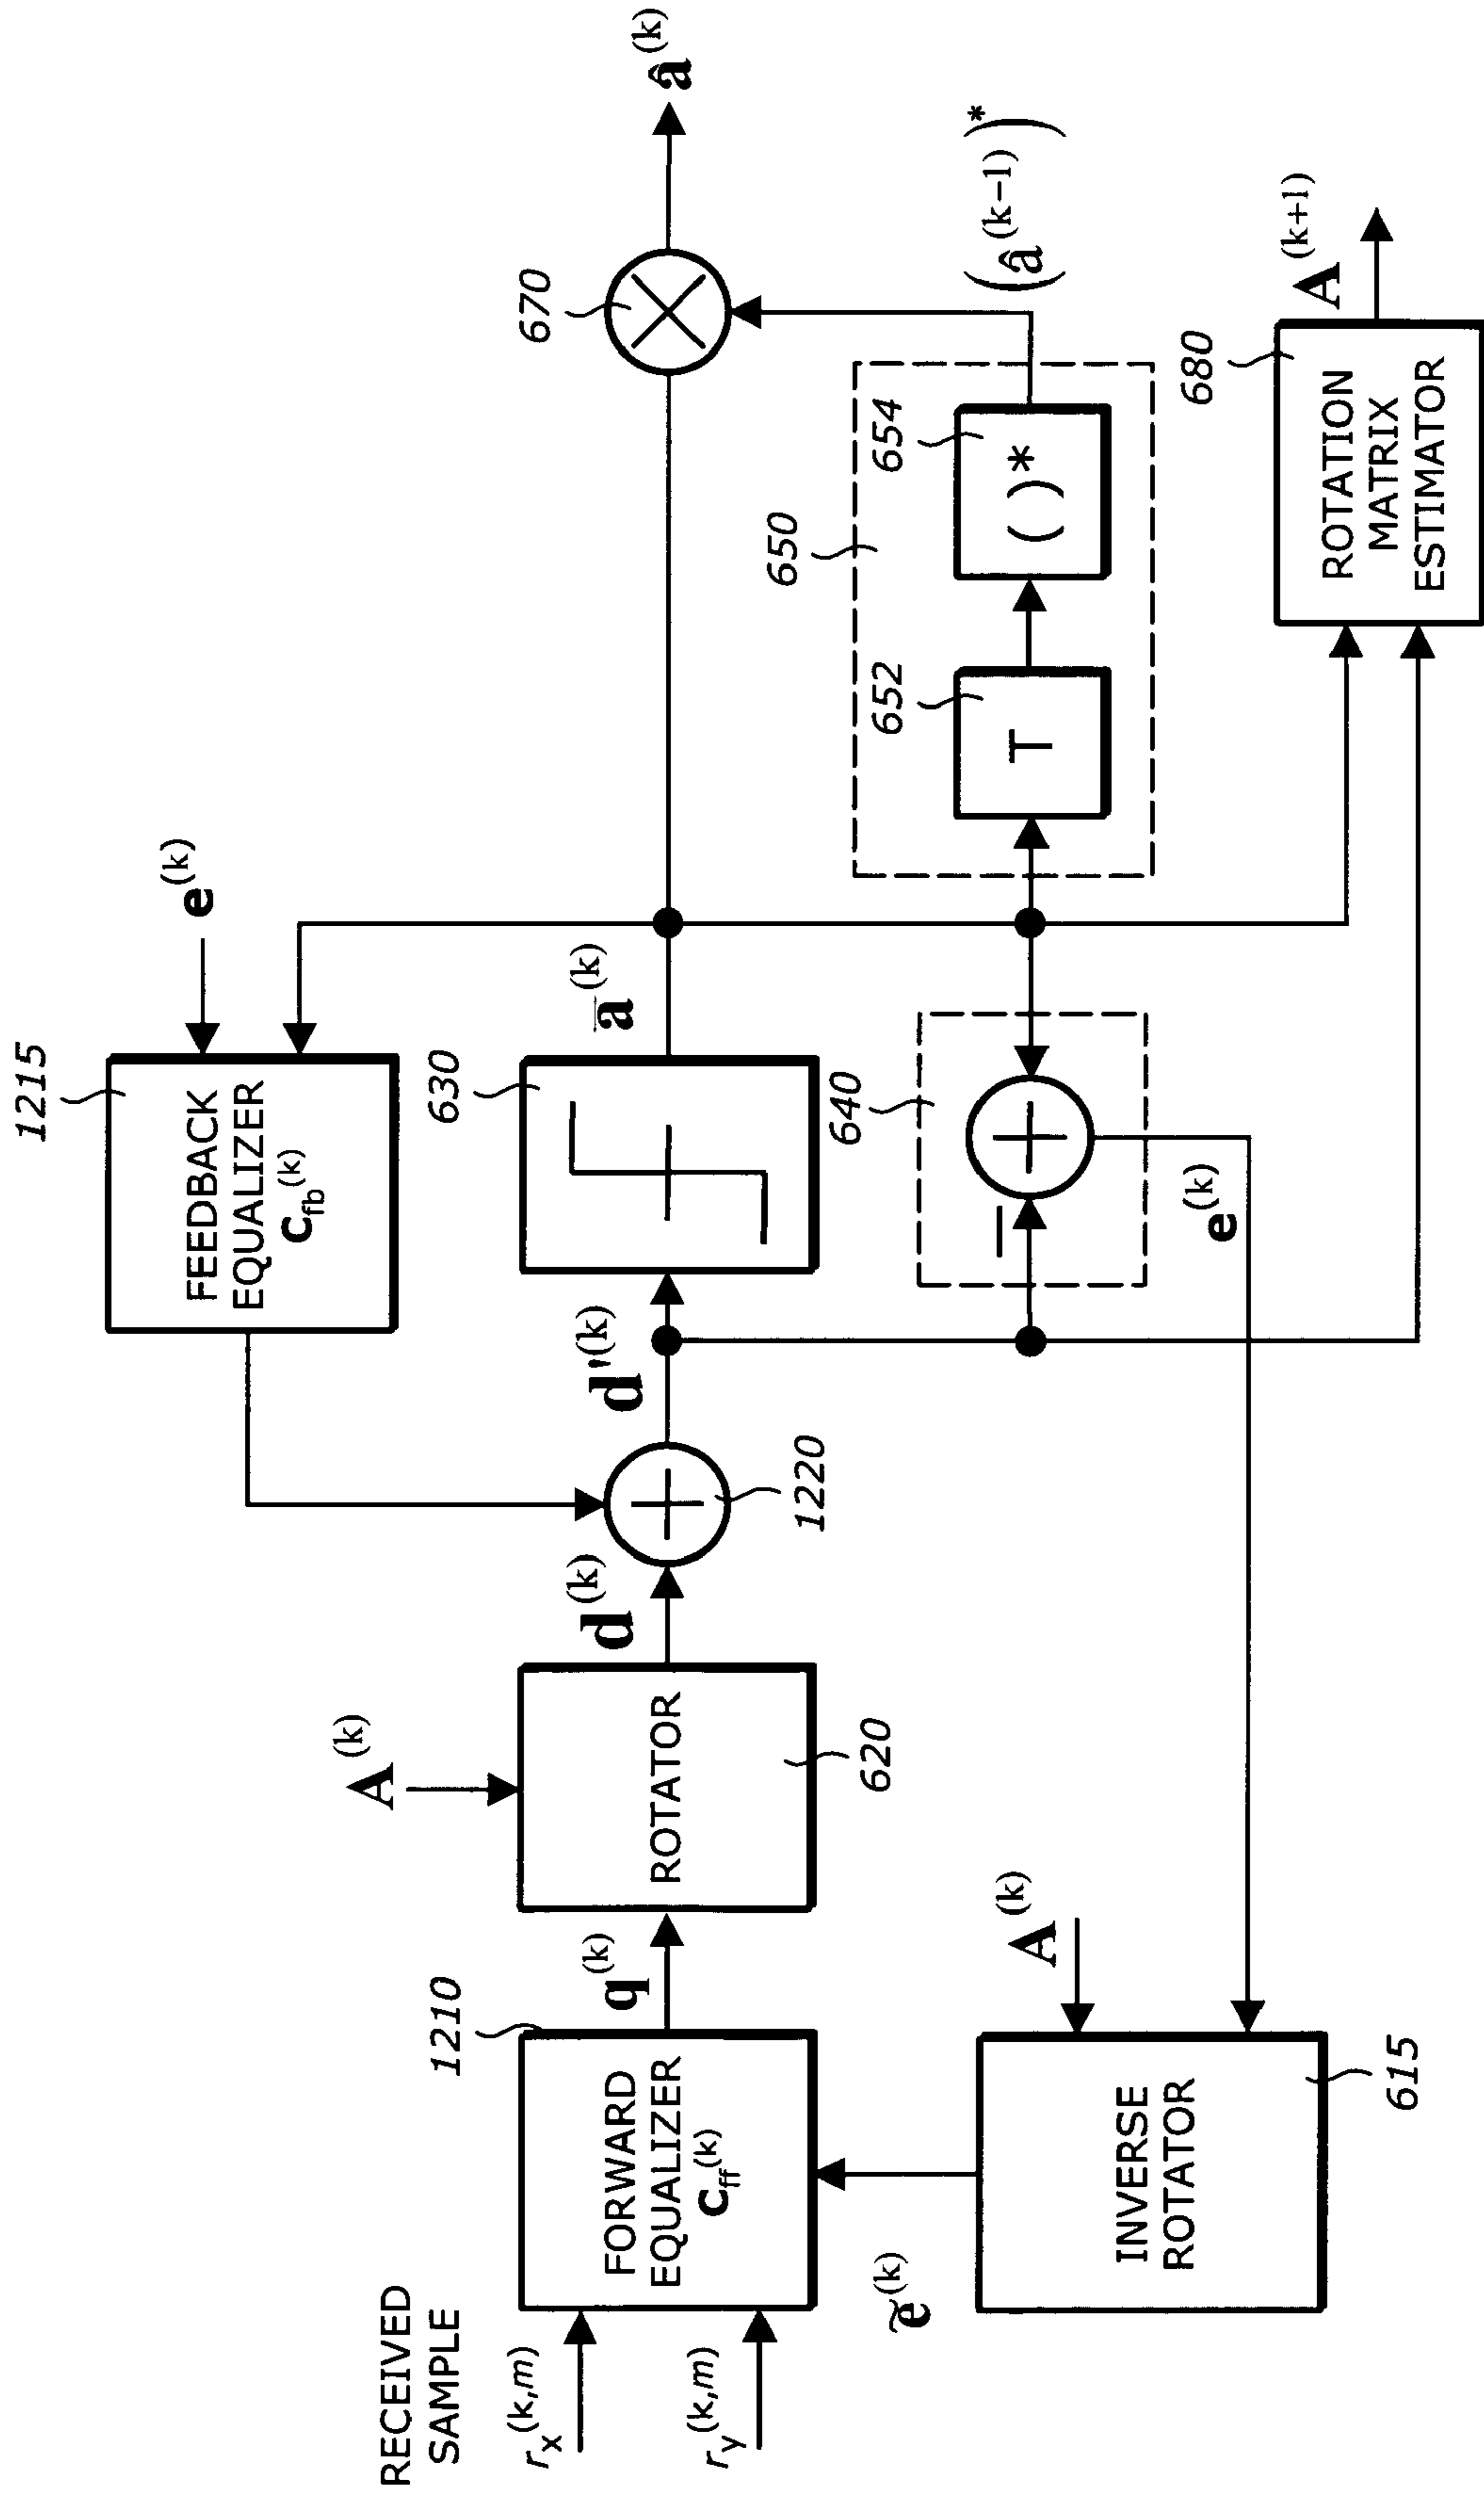 1215
FEEDBACK
EQUALIZER
c_fb^(k)
e^(k)
RECEIVED
SAMPLE
r_x^(k,m)
r_y^(k,m)
1210
FORWARD
EQUALIZER
c_ff^(k)
q^(k)
A^(k)
ROTATOR
620
d^(k)
+
1220
d'^(k)
630
a̅^(k)
670
×
â^(k)
ẽ^(k)
INVERSE
ROTATOR
615
A^(k)
640
−
+
e^(k)
650
652
T
654
( )*
(â^(k−1))*
680
ROTATION
MATRIX
ESTIMATOR
A^(k+1)